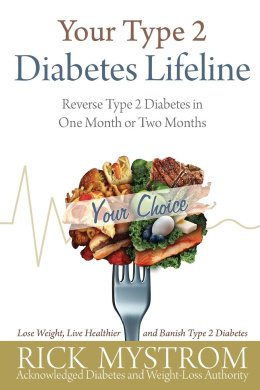 Your Type 2
Diabetes Lifeline
Reverse Type 2 Diabetes in
One Month or Two Months
Your Choice
Lose Weight, Live Healthier and Banish Type 2 Diabetes
RICK MYSTROM
Acknowledged Diabetes and Weight-Loss Authority